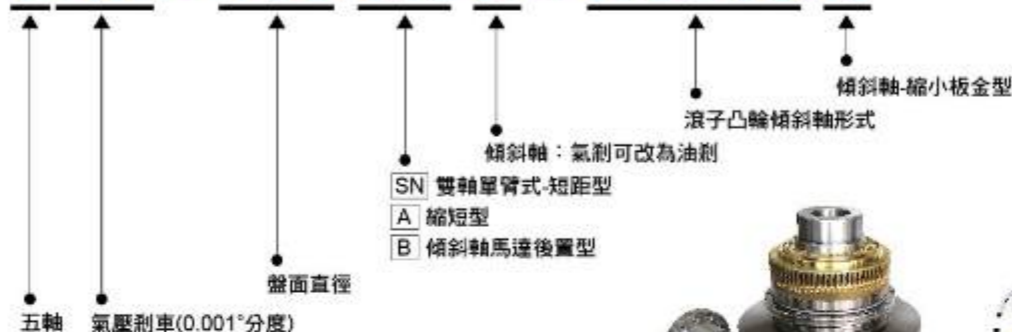 傾斜軸-縮小板金型
滾子凸輪傾斜軸形式
傾斜軸：氣剎可改為油剎
SN 雙軸單臂式-短距型
A 縮短型
B 傾斜軸馬達後置型
盤面直徑
五軸 氣壓剎車(0.001°分度)